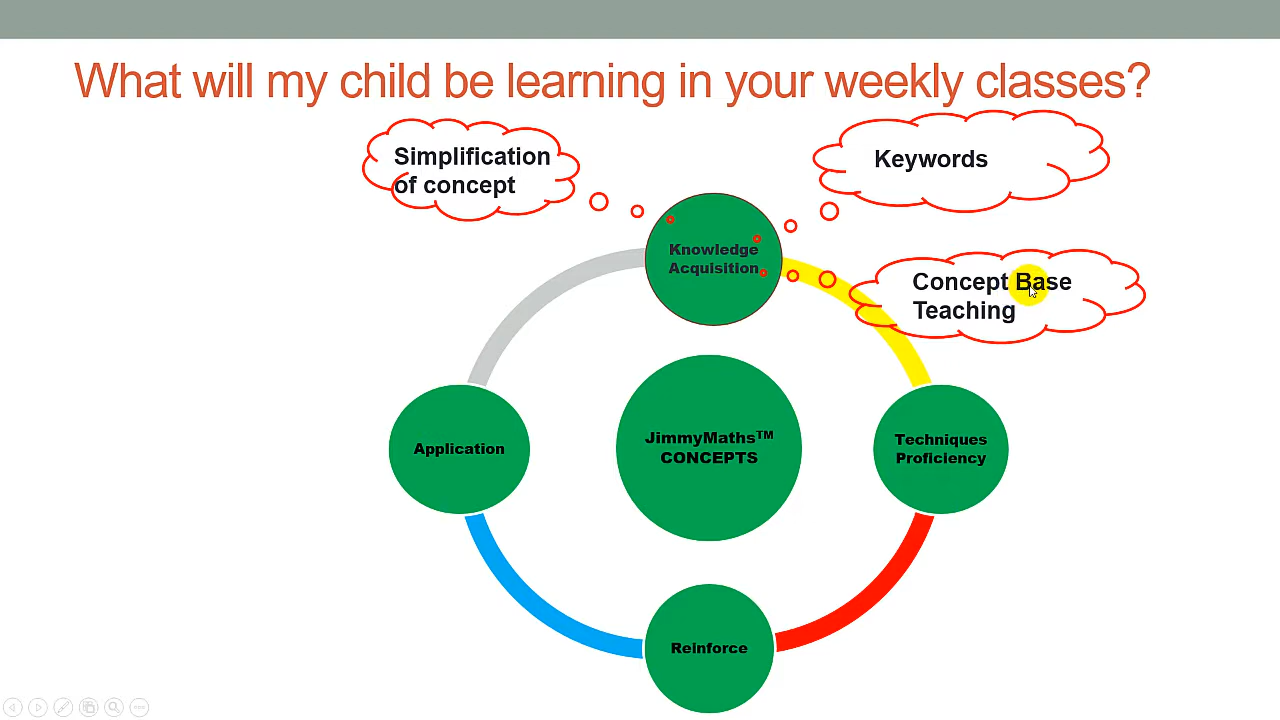 What will my child be learning in your weekly classes?
Simplification
of concept
Keywords
Knowledge
Acquisition
Concept Base
Teaching
Application
JimmyMaths™
CONCEPTS
Techniques
Proficiency
Reinforce